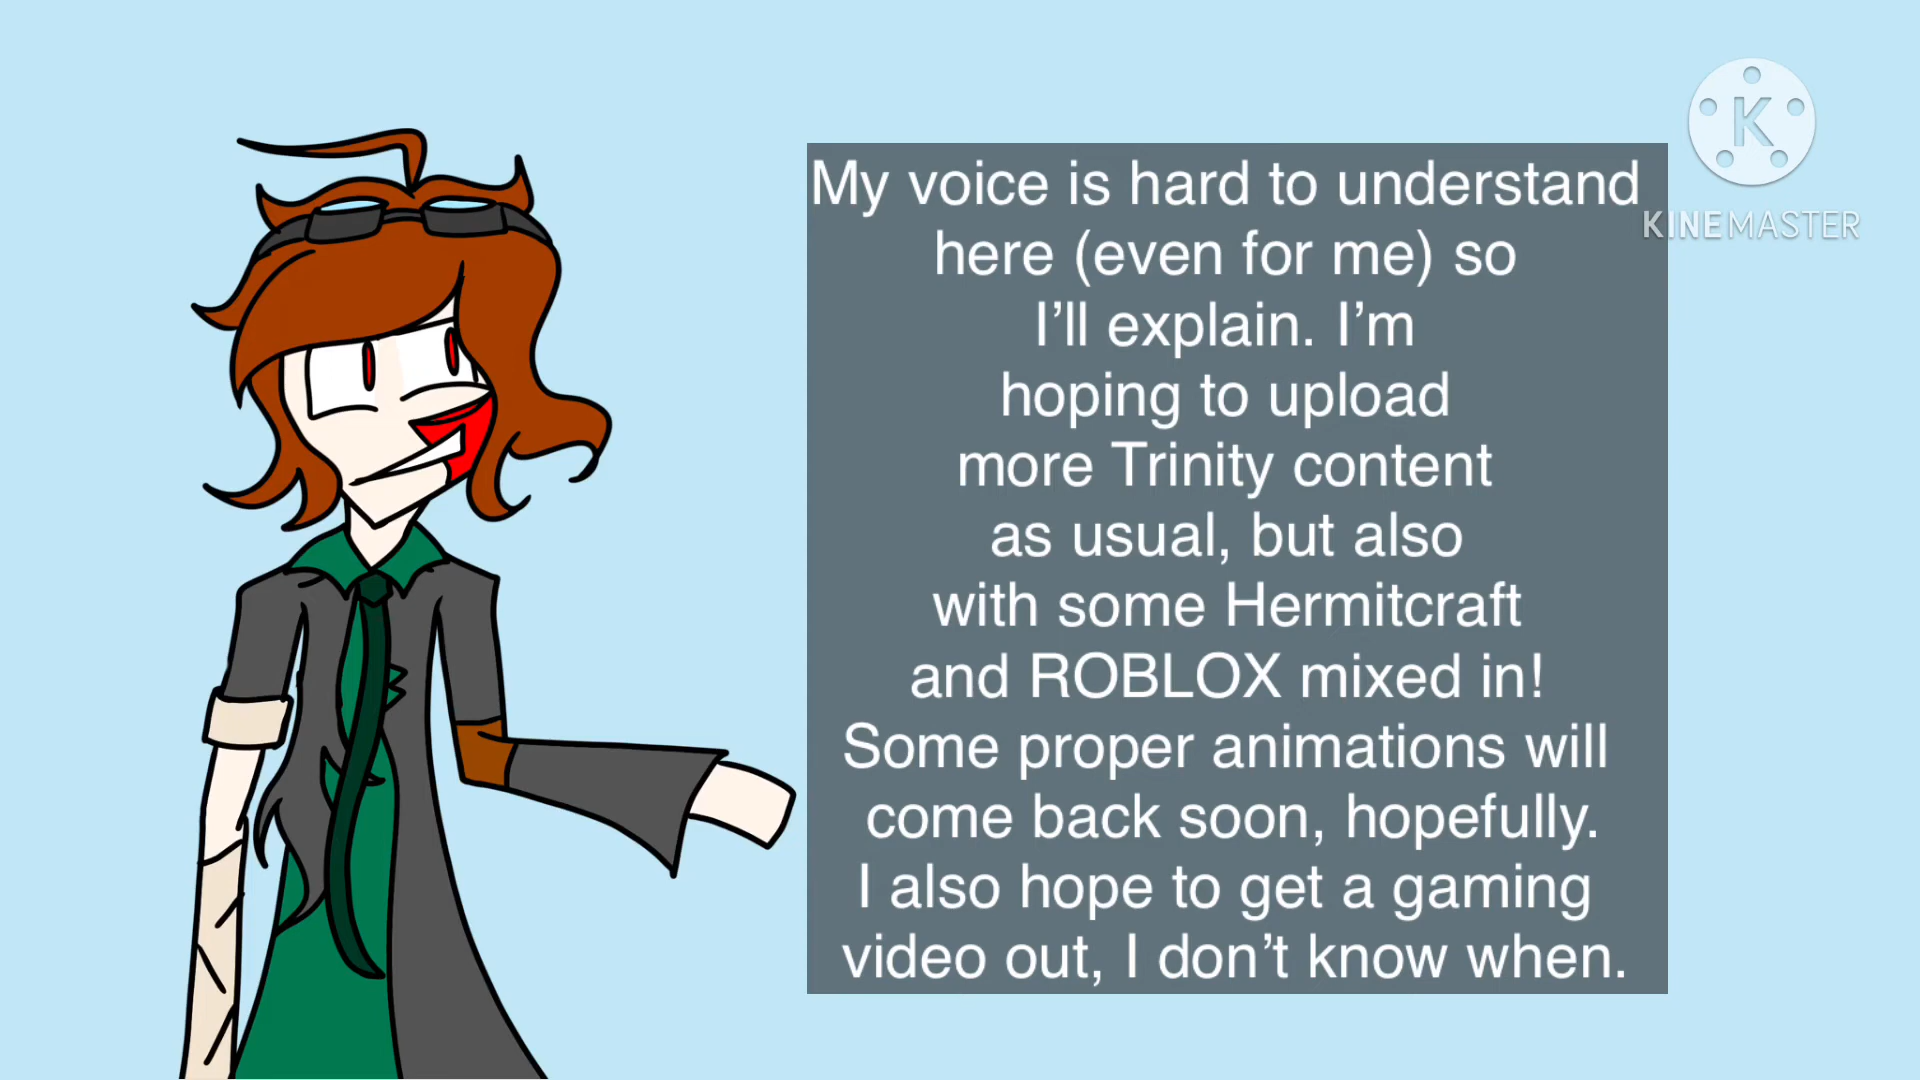 My voice is hard to understand
here (even for me) so
I’ll explain. I’m
hoping to upload
more Trinity content
as usual, but also
with some Hermitcraft
and ROBLOX mixed in!
Some proper animations will
come back soon, hopefully.
I also hope to get a gaming
video out, I don’t know when.
K
KINEMASTER